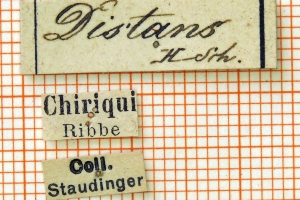 Distans
H-Sch.
Chiriqui
Ribbe
Coll.
Staudinger